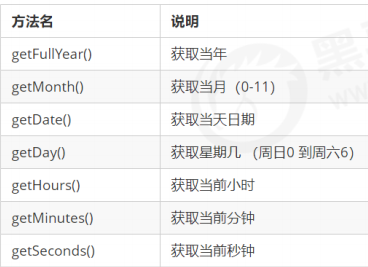 方法名 说明
getFullYear() 获取当年
getMonth() 获取当月（0-11）
getDate() 获取当天日期
getDay() 获取星期几 （周日0 到周六6）
getHours() 获取当前小时
getMinutes() 获取当前分钟
getSeconds() 获取当前秒钟